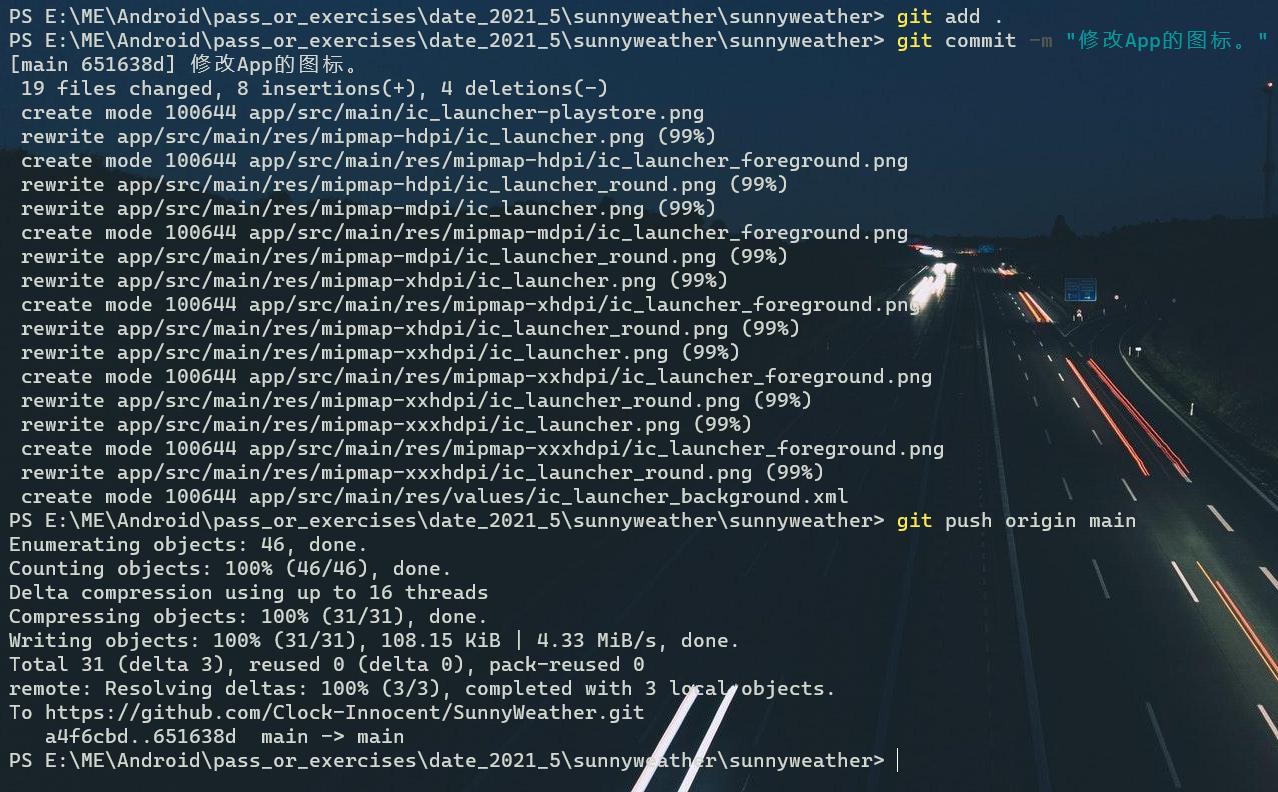 PS E:\ME\Android\pass_or_exercises\date_2021_5\sunnyweather\sunnyweather> git add .
PS E:\ME\Android\pass_or_exercises\date_2021_5\sunnyweather\sunnyweather> git commit -m "修改App的图标。"
[main 651638d] 修改App的图标。
 19 files changed, 8 insertions(+), 4 deletions(-)
 create mode 100644 app/src/main/ic_launcher-playstore.png
 rewrite app/src/main/res/mipmap-hdpi/ic_launcher.png (99%)
 create mode 100644 app/src/main/res/mipmap-hdpi/ic_launcher_foreground.png
 rewrite app/src/main/res/mipmap-hdpi/ic_launcher_round.png (99%)
 rewrite app/src/main/res/mipmap-mdpi/ic_launcher.png (99%)
 create mode 100644 app/src/main/res/mipmap-mdpi/ic_launcher_foreground.png
 rewrite app/src/main/res/mipmap-mdpi/ic_launcher_round.png (99%)
 rewrite app/src/main/res/mipmap-xhdpi/ic_launcher.png (99%)
 create mode 100644 app/src/main/res/mipmap-xhdpi/ic_launcher_foreground.png
 rewrite app/src/main/res/mipmap-xhdpi/ic_launcher_round.png (99%)
 rewrite app/src/main/res/mipmap-xxhdpi/ic_launcher.png (99%)
 create mode 100644 app/src/main/res/mipmap-xxhdpi/ic_launcher_foreground.png
 rewrite app/src/main/res/mipmap-xxhdpi/ic_launcher_round.png (99%)
 rewrite app/src/main/res/mipmap-xxxhdpi/ic_launcher.png (99%)
 create mode 100644 app/src/main/res/mipmap-xxxhdpi/ic_launcher_foreground.png
 rewrite app/src/main/res/mipmap-xxxhdpi/ic_launcher_round.png (99%)
 create mode 100644 app/src/main/res/values/ic_launcher_background.xml
PS E:\ME\Android\pass_or_exercises\date_2021_5\sunnyweather\sunnyweather> git push origin main
Enumerating objects: 46, done.
Counting objects: 100% (46/46), done.
Delta compression using up to 16 threads
Compressing objects: 100% (31/31), done.
Writing objects: 100% (31/31), 108.15 KiB | 4.33 MiB/s, done.
Total 31 (delta 3), reused 0 (delta 0), pack-reused 0
remote: Resolving deltas: 100% (3/3), completed with 3 local objects.
To https://github.com/Clock-Innocent/SunnyWeather.git
   a4f6cbd..651638d  main -> main
PS E:\ME\Android\pass_or_exercises\date_2021_5\sunnyweather\sunnyweather>